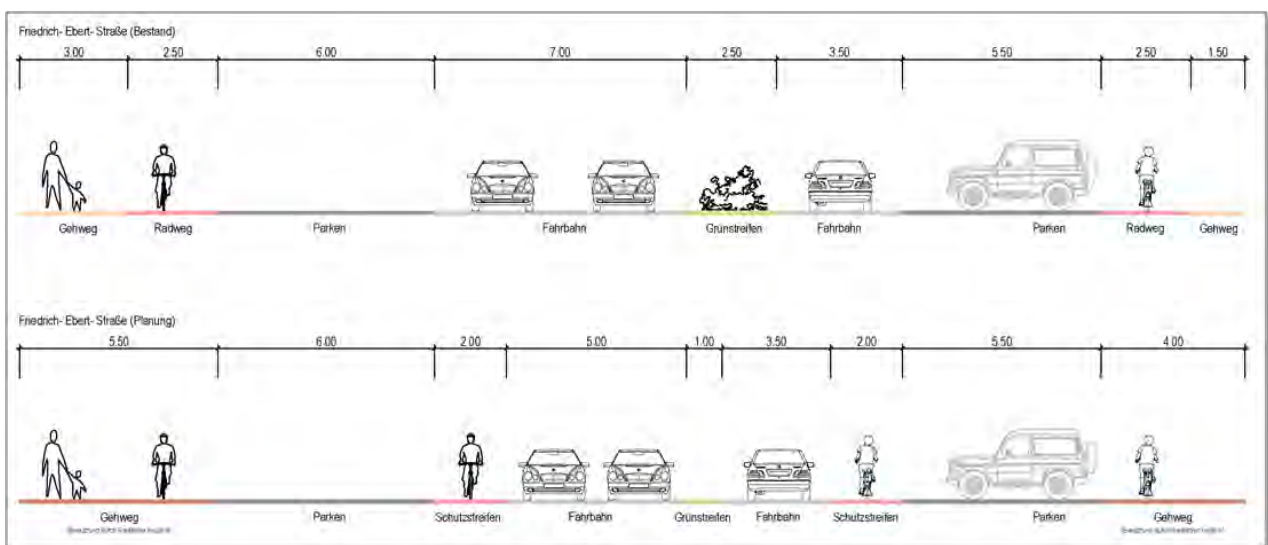 Friedrich- Ebert- Straße (Bestand)
3.00 2.50 6.00 7.00 2.50 3.50 5.50 2.50 1.50
Gehweg Radweg Parken Fahrbahn Grünstreifen Fahrbahn Parken Radweg Gehweg
Friedrich- Ebert- Straße (Planung)
5.50 6.00 2.00 5.00 1.00 3.50 2.00 5.50 4.00
Gehweg Parken Schutzstreifen Fahrbahn Grünstreifen Fahrbahn Schutzstreifen Parken Gehweg